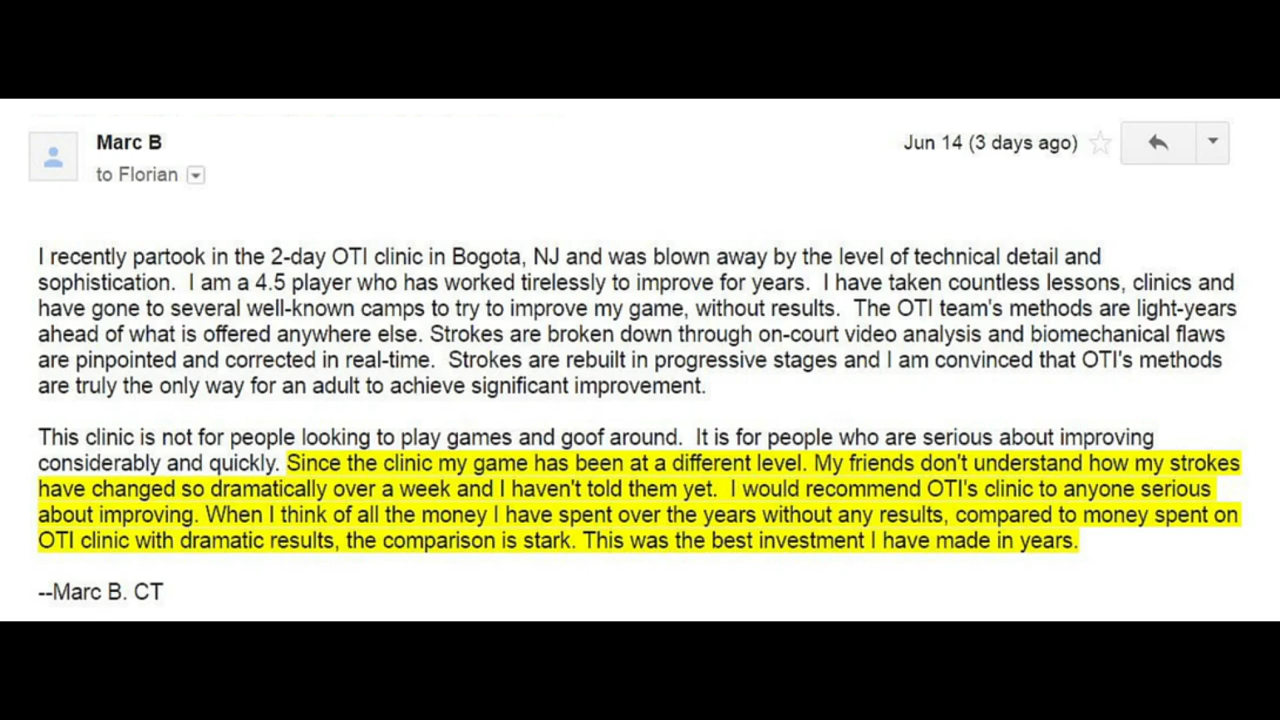 Marc B
Jun 14 (3 days ago)
to Florian
I recently partook in the 2-day OTI clinic in Bogota, NJ and was blown away by the level of technical detail and
sophistication.  I am a 4.5 player who has worked tirelessly to improve for years.  I have taken countless lessons, clinics and
have gone to several well-known camps to try to improve my game, without results.  The OTI team's methods are light-years
ahead of what is offered anywhere else. Strokes are broken down through on-court video analysis and biomechanical flaws
are pinpointed and corrected in real-time.  Strokes are rebuilt in progressive stages and I am convinced that OTI's methods
are truly the only way for an adult to achieve significant improvement.
This clinic is not for people looking to play games and goof around.  It is for people who are serious about improving
considerably and quickly. Since the clinic my game has been at a different level. My friends don't understand how my strokes
have changed so dramatically over a week and I haven't told them yet.  I would recommend OTI's clinic to anyone serious
about improving. When I think of all the money I have spent over the years without any results, compared to money spent on
OTI clinic with dramatic results, the comparison is stark. This was the best investment I have made in years.
--Marc B. CT